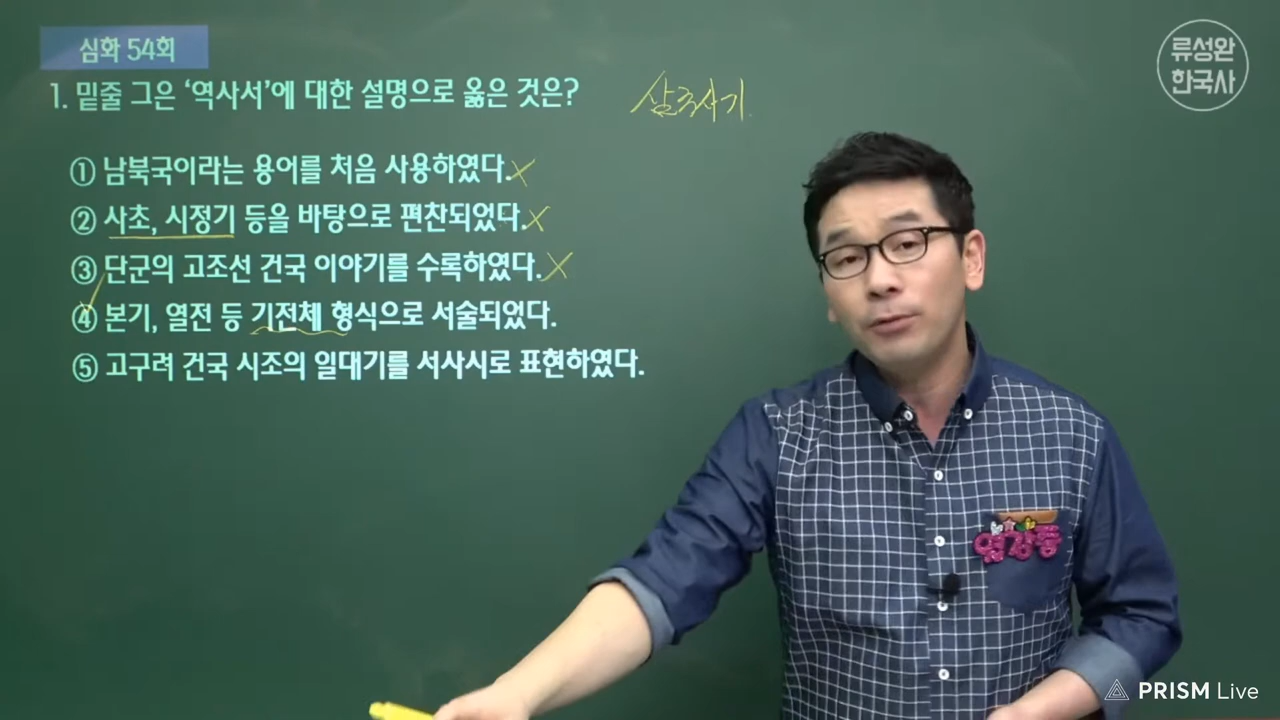 심화 54회
류성완
한국사
1. 밑줄 그은 ‘역사서’에 대한 설명으로 옳은 것은?
삼국사기
① 남북국이라는 용어를 처음 사용하였다.
② 사초, 시정기 등을 바탕으로 편찬되었다.
③ 단군의 고조선 건국 이야기를 수록하였다.
④ 본기, 열전 등 기전체 형식으로 서술되었다.
⑤ 고구려 건국 시조의 일대기를 서사시로 표현하였다.
열강중
PRISM Live